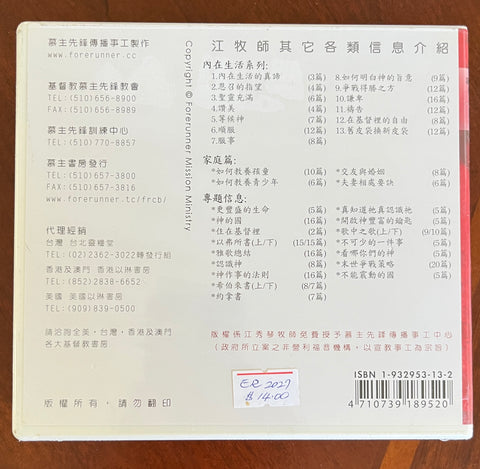 慕主先鋒傳播事工製作
www.forerunner.cc
基督教慕主先鋒教會
TEL:(510)656-8900
FAX:(510)656-8989
慕主先鋒訓練中心
TEL:(510)770-8857
慕主書房發行
TEL:(510)657-3800
FAX:(510)657-3816
www.forerunner.tc/frcb/
代理經銷
台灣 台北靈糧堂
TEL:(02)2362-3022轉發行組
香港及澳門 香港以琳書房
TEL:(852)2838-6652
美國 美國以琳書房
TEL:(909)839-0500
請洽詢全美,台灣,香港及澳門
各大基督教書房
版權所有,請勿翻印
Copyright © Forerunner Mission Ministry
江牧師其它各類信息介紹
內在生活系列:
1.內在生活的真諦 (3篇)
2.恩召的指望 (4篇)
3.聖靈充滿 (6篇)
4.讚美 (4篇)
5.等候神 (7篇)
6.順服 (12篇)
7.服事 (8篇)
8.如何明白神的旨意 (9篇)
9.爭戰得勝之方 (12篇)
10.謙卑 (16篇)
11.禱告 (12篇)
12.在基督裡的自由 (8篇)
13.舊皮袋換新皮袋 (12篇)
家庭篇:
*如何教養孩童 (10篇)
*如何教養青少年 (6篇)
*交友與婚姻 (8篇)
*夫妻相處要訣 (6篇)
專題信息:
*更豐盛的生命 (5篇)
*神的國 (16篇)
*住在基督裡 (2篇)
*以弗所書(上/下) (15/15篇)
*雅歌總結 (16篇)
*認識神 (8篇)
*神作事的法則 (16篇)
*希伯來書(上/下) (8/7篇)
*約拿書 (7篇)
*真知道祂真認識祂 (5篇)
*開啟神豐富的鑰匙 (5篇)
*歌中之歌(上/下) (9/10篇)
*不可少的一件事 (5篇)
*看哪你們的神 (5篇)
*末世爭戰策略 (20篇)
*不能震動的國 (5篇)
版權係江秀琴牧師免費授予慕主先鋒傳播事工中心
(政府所立案之非營利福音機構,以宣教事工為宗旨)
ISBN 1-932953-13-2
4 710739 189520
ER 2027
$14.00